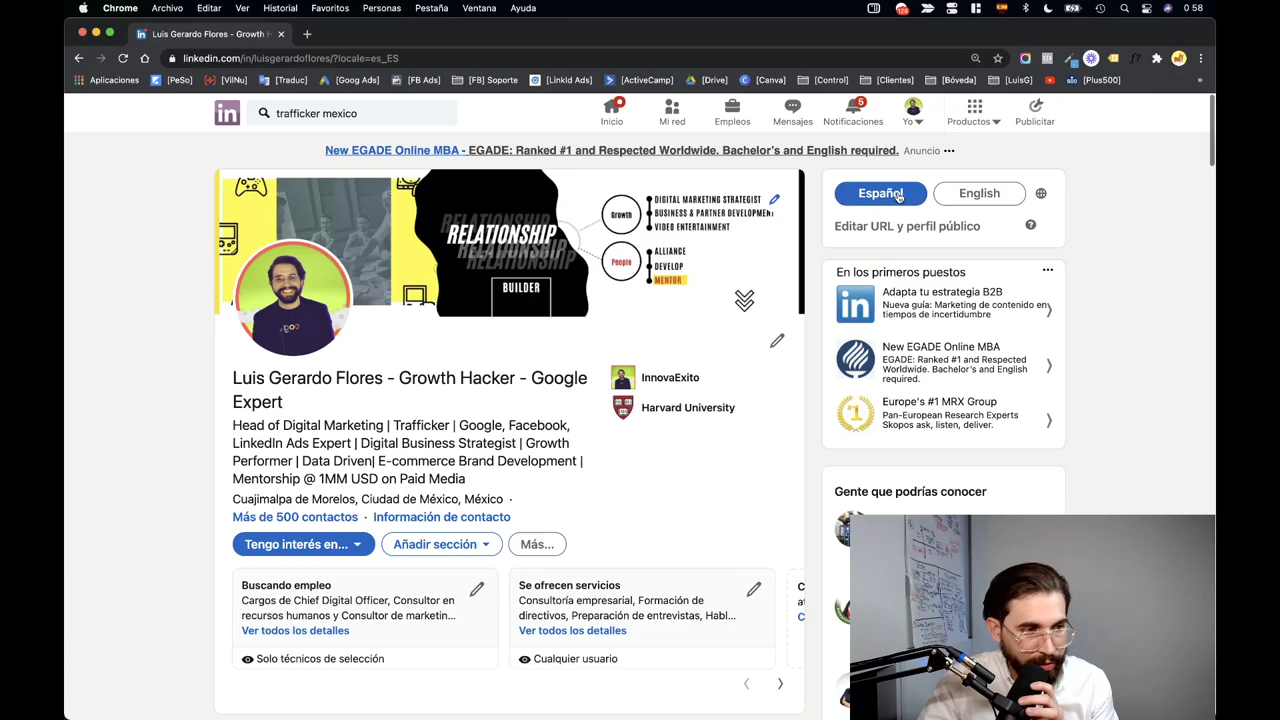 Chrome Archivo Editar Ver Historial Favoritos Personas Pestaña Ventana Ayuda 0 58
Luis Gerardo Flores - Growth H
linkedin.com/in/luisgerardoflores/?locale=es_ES
Aplicaciones [PeSo] [VilNu] [Traduc] [Goog Ads] [FB Ads] [FB] Soporte [LinkId Ads] [ActiveCamp] [Drive] [Canva] [Control] [Clientes] [Bóveda] [LuisG] [Plus500] »
in trafficker mexico
Inicio Mi red Empleos Mensajes Notificaciones Yo Productos Publicitar
5
New EGADE Online MBA - EGADE: Ranked #1 and Respected Worldwide. Bachelor's and English required. Anuncio
RELATIONSHIP
RELATIONSHIP
RELATIONSHIP
BUILDER
Growth
DIGITAL MARKETING STRATEGIST
BUSINESS & PARTNER DEVELOPMEN
VIDEO ENTERTAINMENT
People
ALLIANCE
DEVELOP
MENTOR
Luis Gerardo Flores - Growth Hacker - Google
Expert
InnovaExito
Harvard University
Head of Digital Marketing | Trafficker | Google, Facebook,
LinkedIn Ads Expert | Digital Business Strategist | Growth
Performer | Data Driven| E-commerce Brand Development |
Mentorship @ 1MM USD on Paid Media
Cuajimalpa de Morelos, Ciudad de México, México ·
Más de 500 contactos · Información de contacto
Tengo interés en... Añadir sección Más...
Buscando empleo
Cargos de Chief Digital Officer, Consultor en
recursos humanos y Consultor de marketin...
Ver todos los detalles
Solo técnicos de selección
Se ofrecen servicios
Consultoría empresarial, Formación de
directivos, Preparación de entrevistas, Habl...
Ver todos los detalles
Cualquier usuario
Español English
Editar URL y perfil público
En los primeros puestos
in
Adapta tu estrategia B2B
Nueva guía: Marketing de contenido en
tiempos de incertidumbre
New EGADE Online MBA
EGADE: Ranked #1 and Respected
Worldwide. Bachelor's and English
required.
#1
Europe's #1 MRX Group
Pan-European Research Experts
Skopos ask, listen, deliver.
Gente que podrías conocer